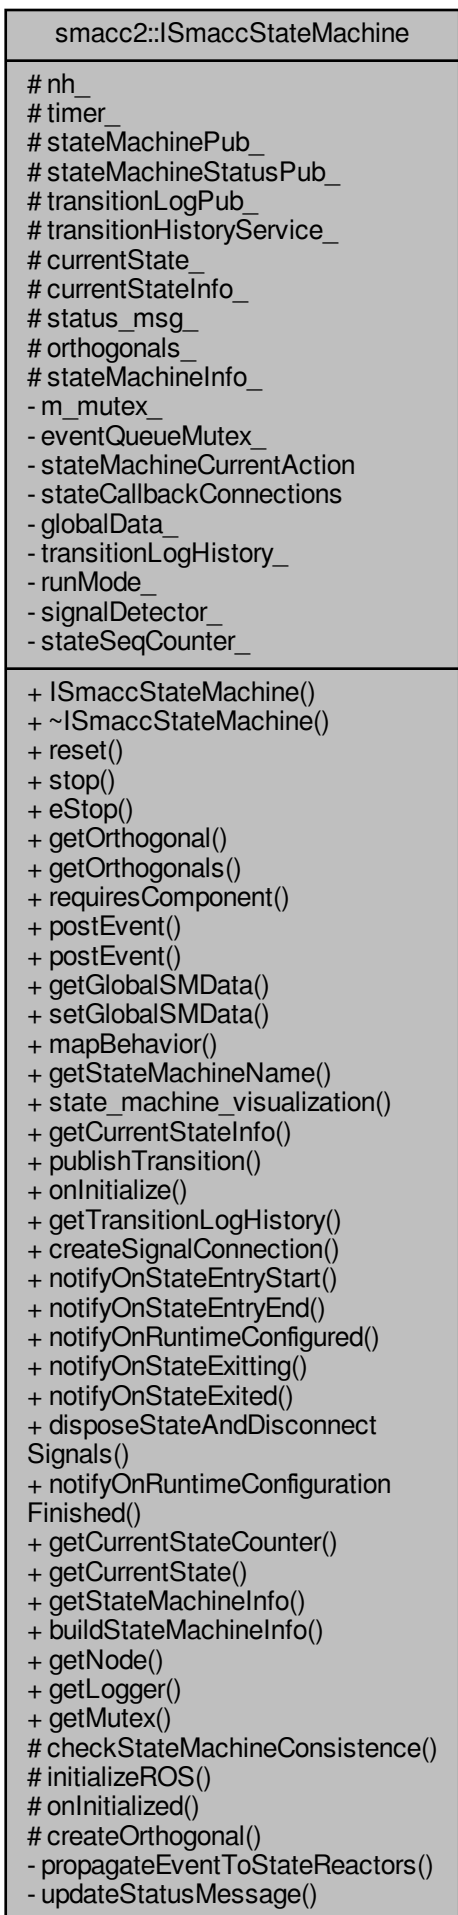 smacc2::ISmaccStateMachine
# nh_
# timer_
# stateMachinePub_
# stateMachineStatusPub_
# transitionLogPub_
# transitionHistoryService_
# currentState_
# currentStateInfo_
# status_msg_
# orthogonals_
# stateMachineInfo_
- m_mutex_
- eventQueueMutex_
- stateMachineCurrentAction
- stateCallbackConnections
- globalData_
- transitionLogHistory_
- runMode_
- signalDetector_
- stateSeqCounter_
+ ISmaccStateMachine()
+ ~ISmaccStateMachine()
+ reset()
+ stop()
+ eStop()
+ getOrthogonal()
+ getOrthogonals()
+ requiresComponent()
+ postEvent()
+ postEvent()
+ getGlobalSMData()
+ setGlobalSMData()
+ mapBehavior()
+ getStateMachineName()
+ state_machine_visualization()
+ getCurrentStateInfo()
+ publishTransition()
+ onInitialize()
+ getTransitionLogHistory()
+ createSignalConnection()
+ notifyOnStateEntryStart()
+ notifyOnStateEntryEnd()
+ notifyOnRuntimeConfigured()
+ notifyOnStateExitting()
+ notifyOnStateExited()
+ disposeStateAndDisconnect
Signals()
+ notifyOnRuntimeConfiguration
Finished()
+ getCurrentStateCounter()
+ getCurrentState()
+ getStateMachineInfo()
+ buildStateMachineInfo()
+ getNode()
+ getLogger()
+ getMutex()
# checkStateMachineConsistence()
# initializeROS()
# onInitialized()
# createOrthogonal()
- propagateEventToStateReactors()
- updateStatusMessage()